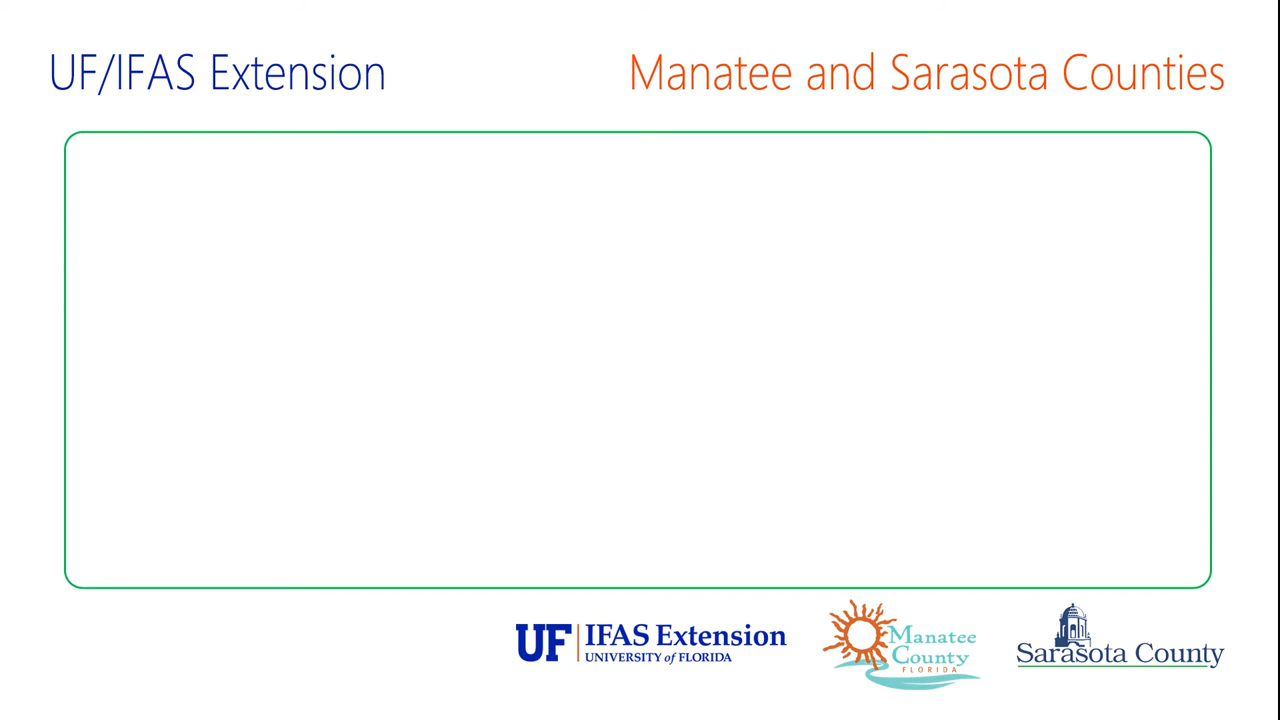 UF/IFAS Extension
Manatee and Sarasota Counties
UF IFAS Extension
UNIVERSITY of FLORIDA
Manatee
County
FLORIDA
Sarasota County